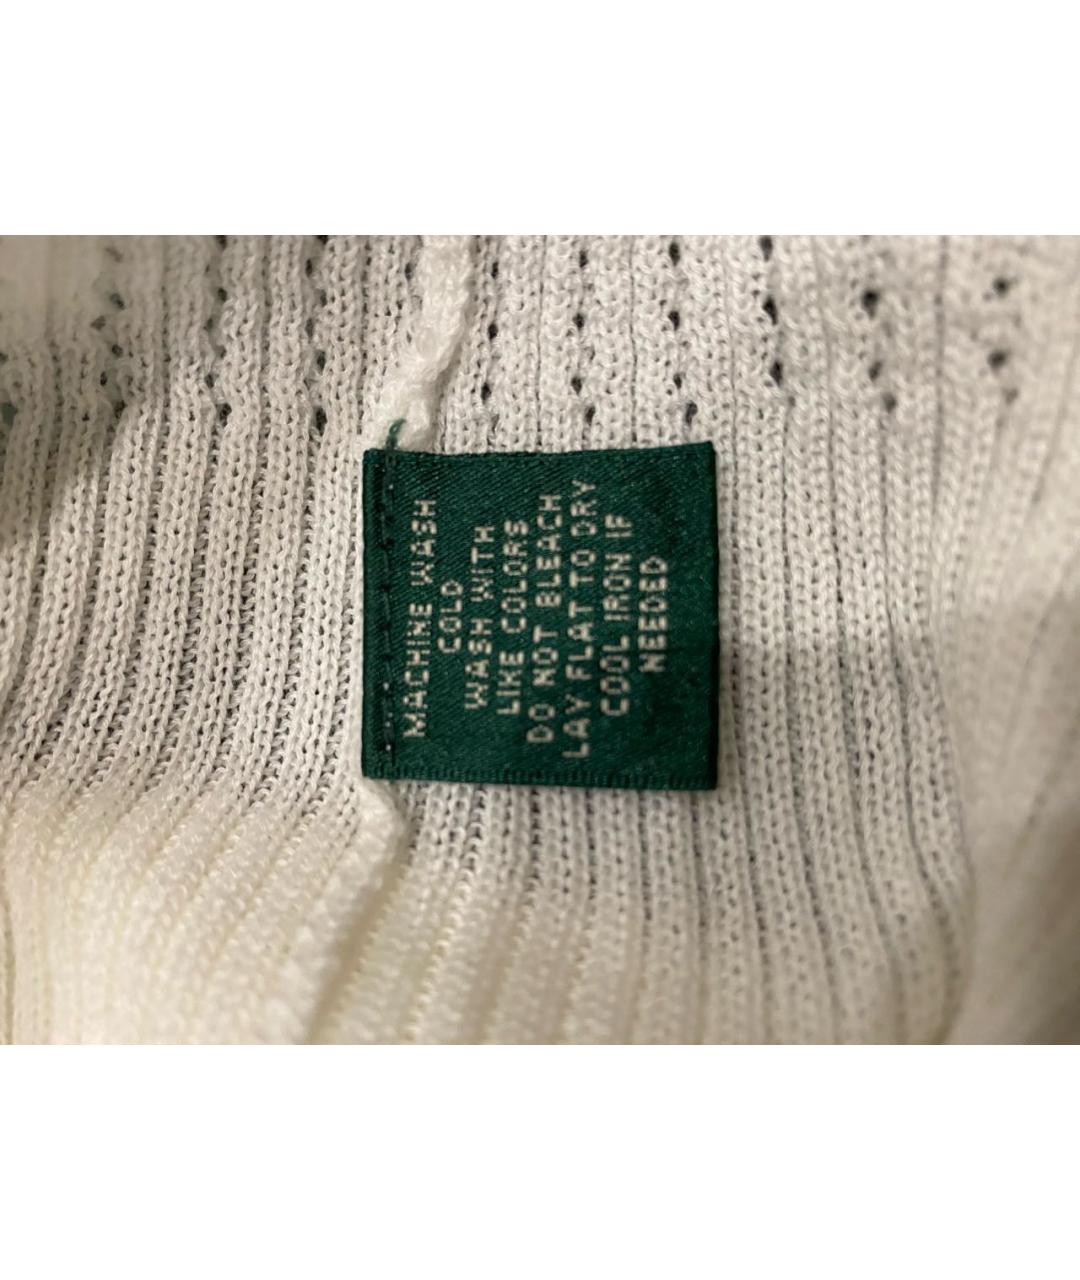 MACHINE WASH
COLD
WASH WITH
LIKE COLORS
DO NOT BLEACH
LAY FLAT TO DRY
COOL IRON IF
NEEDED